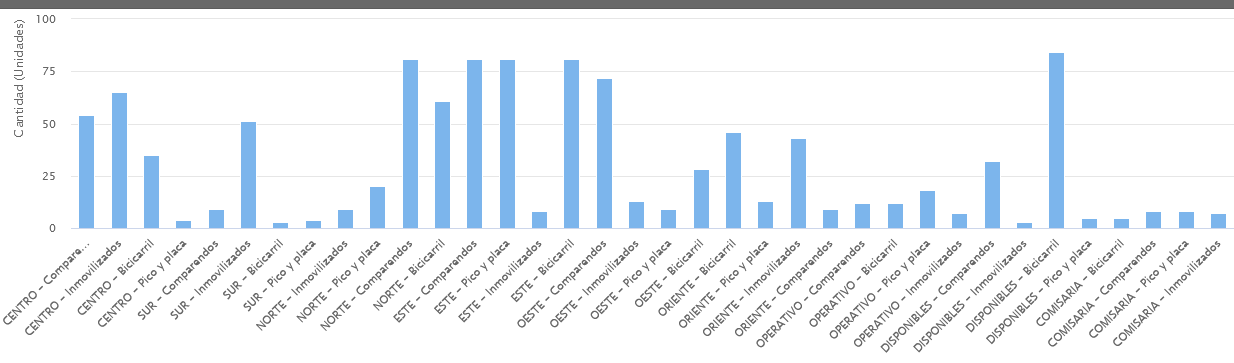 Cantidad (Unidades)
100
75
50
25
0
CENTRO - Compare...
CENTRO - Inmovilizados
CENTRO - Bicicarril
CENTRO - Pico y placa
SUR - Comparendos
SUR - Inmovilizados
SUR - Bicicarril
SUR - Pico y placa
NORTE - Inmovilizados
NORTE - Pico y placa
NORTE - Comparendos
NORTE - Bicicarril
ESTE - Comparendos
ESTE - Pico y placa
ESTE - Inmovilizados
ESTE - Bicicarril
OESTE - Comparendos
OESTE - Inmovilizados
OESTE - Pico y placa
OESTE - Bicicarril
ORIENTE - Bicicarril
ORIENTE - Pico y placa
ORIENTE - Inmovilizados
ORIENTE - Comparendos
OPERATIVO - Comparendos
OPERATIVO - Bicicarril
OPERATIVO - Pico y placa
OPERATIVO - Inmovilizados
DISPONIBLES - Comparendos
DISPONIBLES - Inmovilizados
DISPONIBLES - Bicicarril
DISPONIBLES - Pico y placa
COMISARIA - Bicicarril
COMISARIA - Comparendos
COMISARIA - Pico y placa
COMISARIA - Inmovilizados